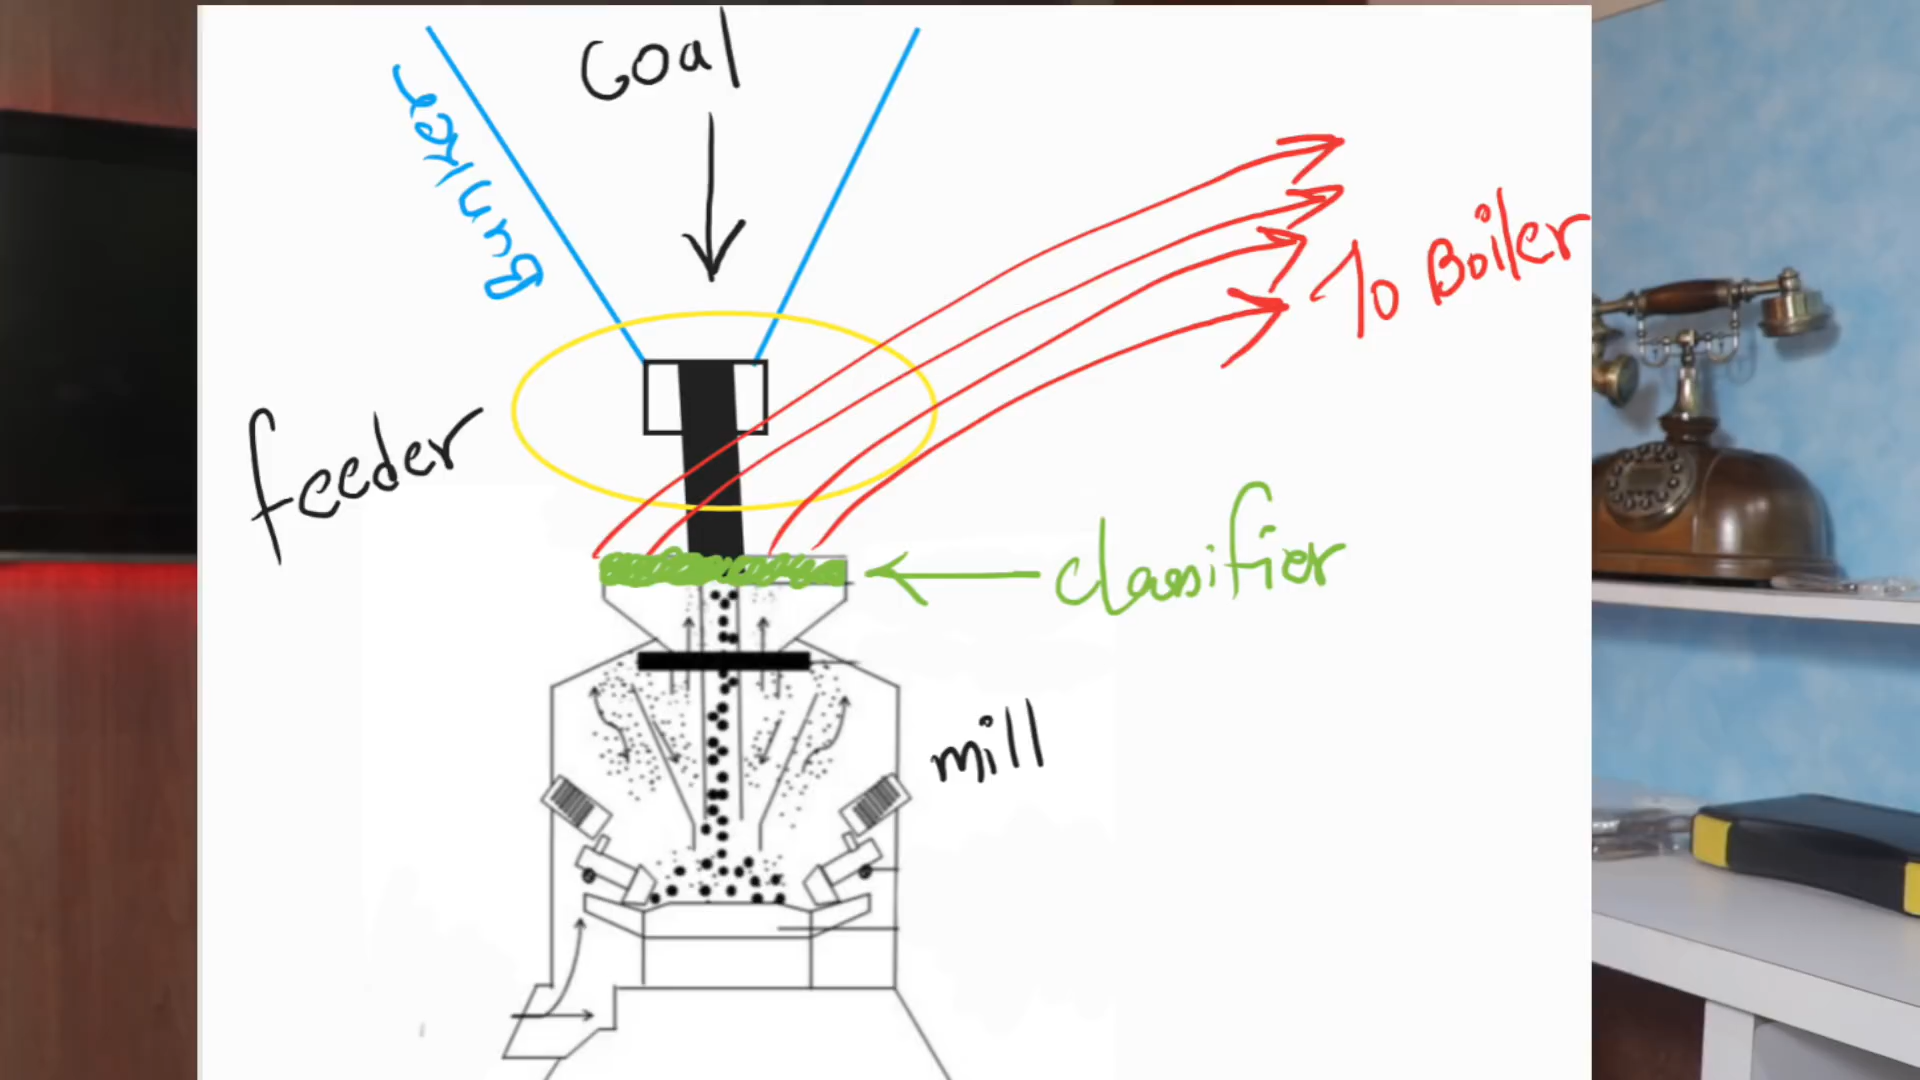 Coal
Bunker
To Boiler
feeder
classifier
mill